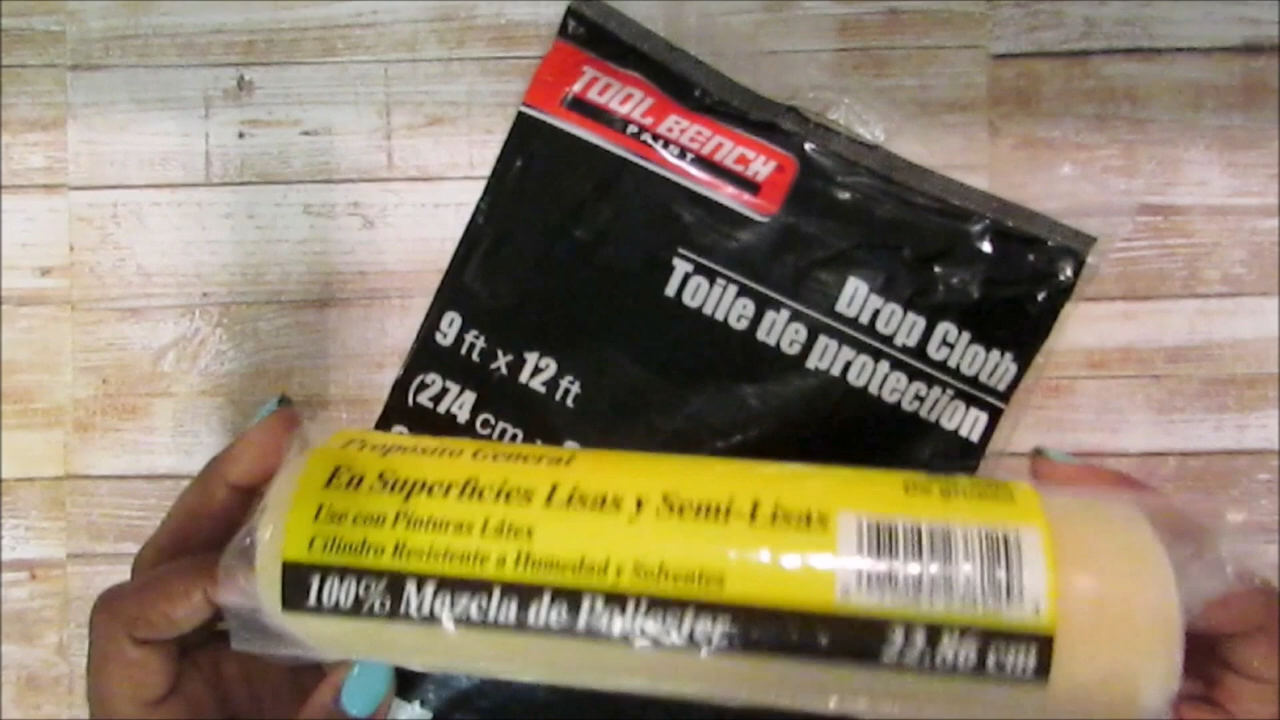 TOOL BENCH
PAINT
Drop Cloth
Toile de protection
9 ft x 12 ft
(274 cm
Propósito General
En Superficies Lisas y Semi-Lisas
Use con Pinturas Látex
Cilindro Resistente a Humedad y Solventes
100% Mezcla de Poliester
22.86 cm